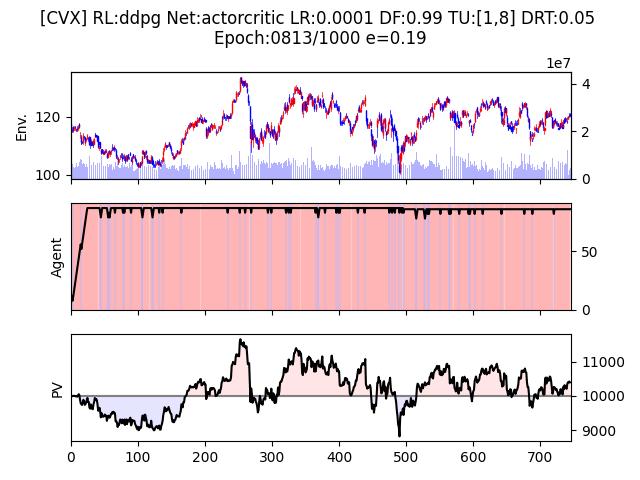 [CVX] RL:ddpg Net:actorcritic LR:0.0001 DF:0.99 TU:[1,8] DRT:0.05
Epoch:0813/1000 e=0.19
1e7
Env.
120
100
4
2
0
Agent
50
0
PV
11000
10000
9000
0 100 200 300 400 500 600 700